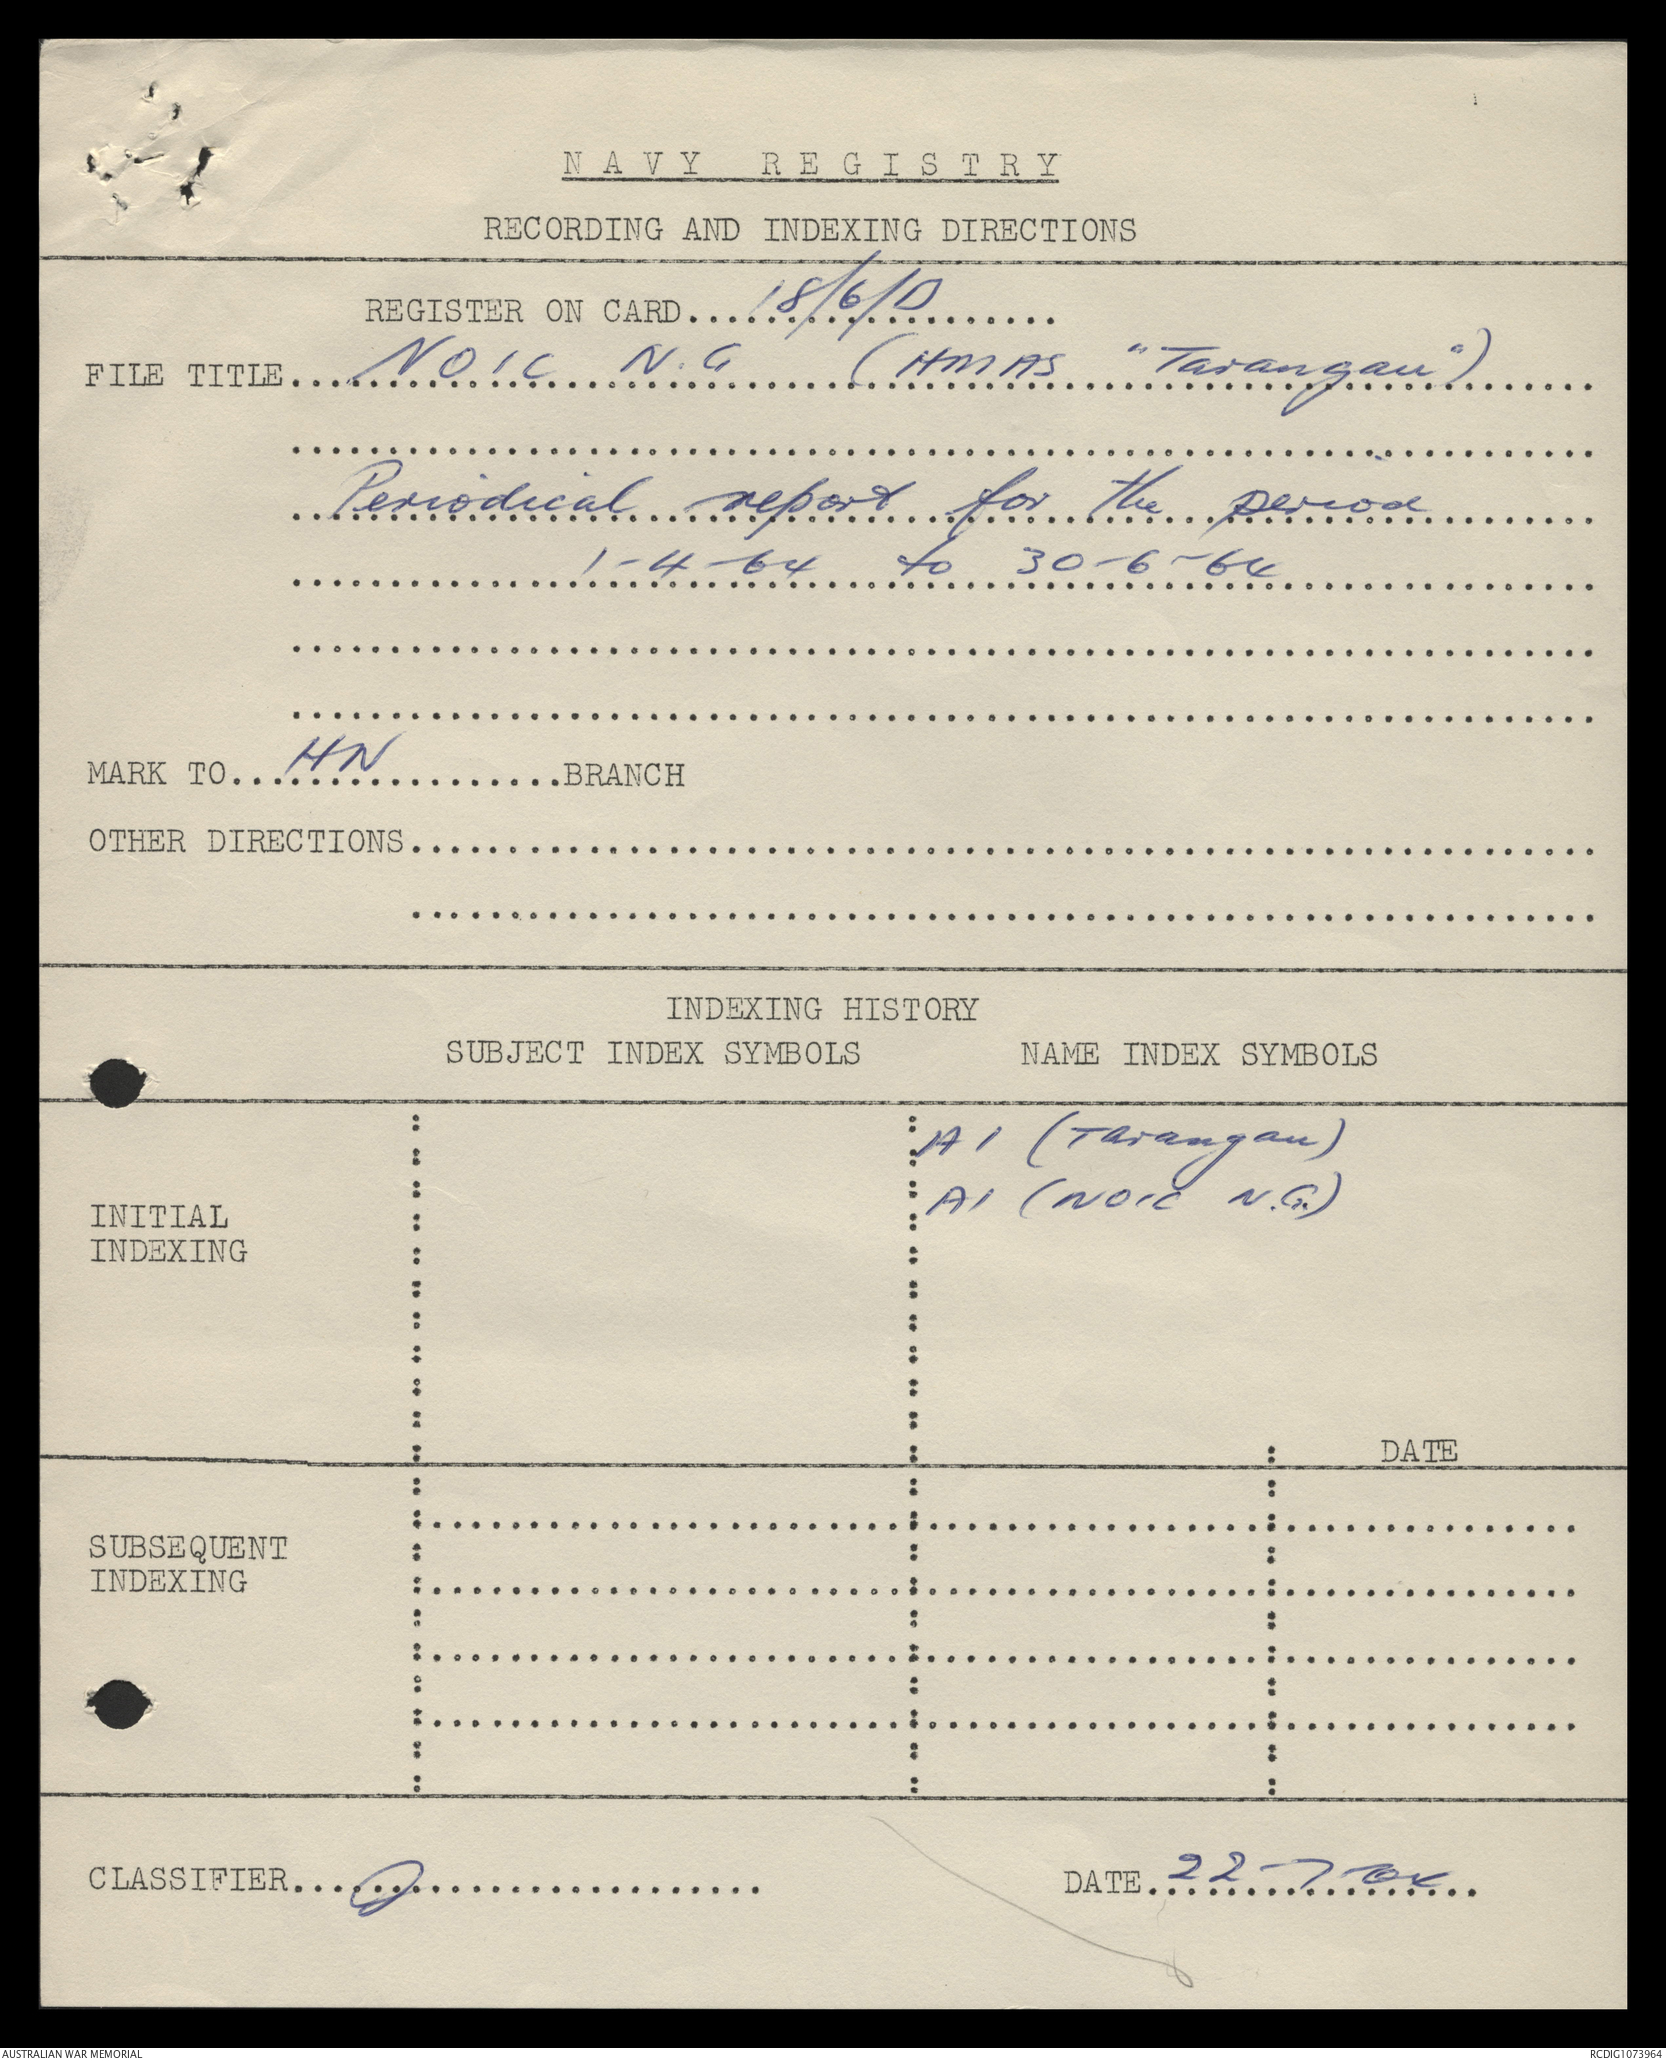 NAVY REGISTRY
RECORDING AND INDEXING DIRECTIONS
REGISTER ON CARD....18/6/D....
FILE TITLE....NOIC N.G (HMAS "Tarangau")....
Periodical report for the period
1-4-64 to 30-6-64
MARK TO...HN...BRANCH
OTHER DIRECTIONS....
INDEXING HISTORY
SUBJECT INDEX SYMBOLS NAME INDEX SYMBOLS
A1 (Tarangau)
A1 (NOIC N.G.)
INITIAL
INDEXING
DATE
SUBSEQUENT
INDEXING
CLASSIFIER.... DATE.22-7-64
AUSTRALIAN WAR MEMORIAL RCDIG1073964